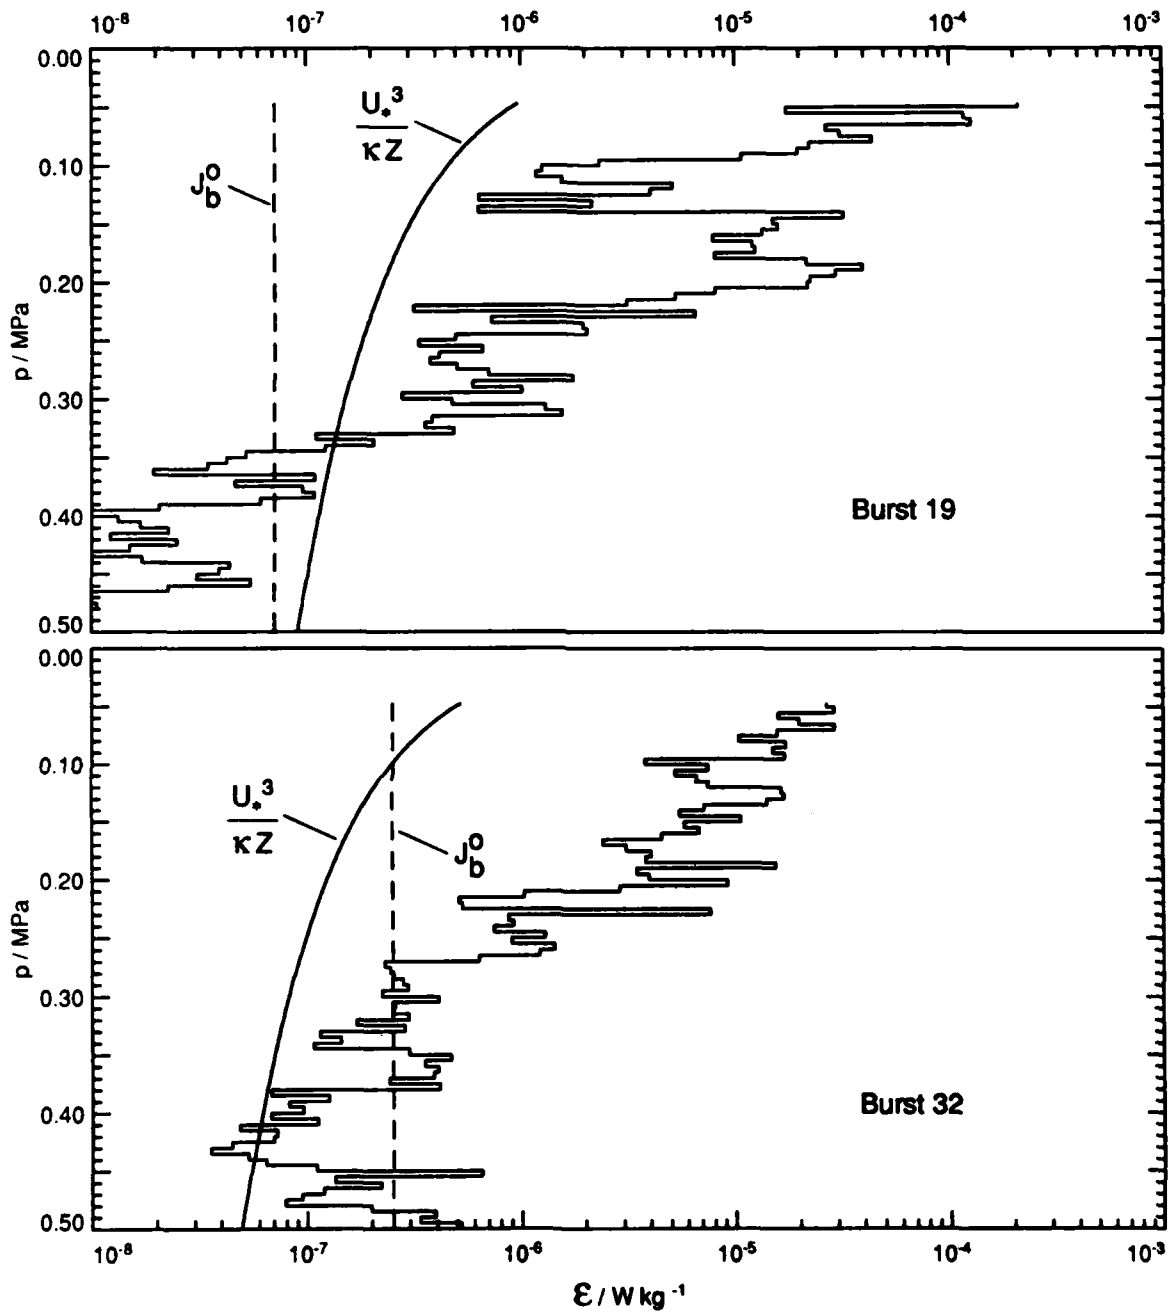 10⁻⁸ 10⁻⁷ 10⁻⁶ 10⁻⁵ 10⁻⁴ 10⁻³
0.00
U*³
κZ
0.10
J_b^o
0.20
p / MPa
0.30
0.40
Burst 19
0.50
0.00
0.10
U*³
κZ
J_b^o
0.20
p / MPa
0.30
0.40
Burst 32
0.50
10⁻⁸ 10⁻⁷ 10⁻⁶ 10⁻⁵ 10⁻⁴ 10⁻³
ε / W kg⁻¹